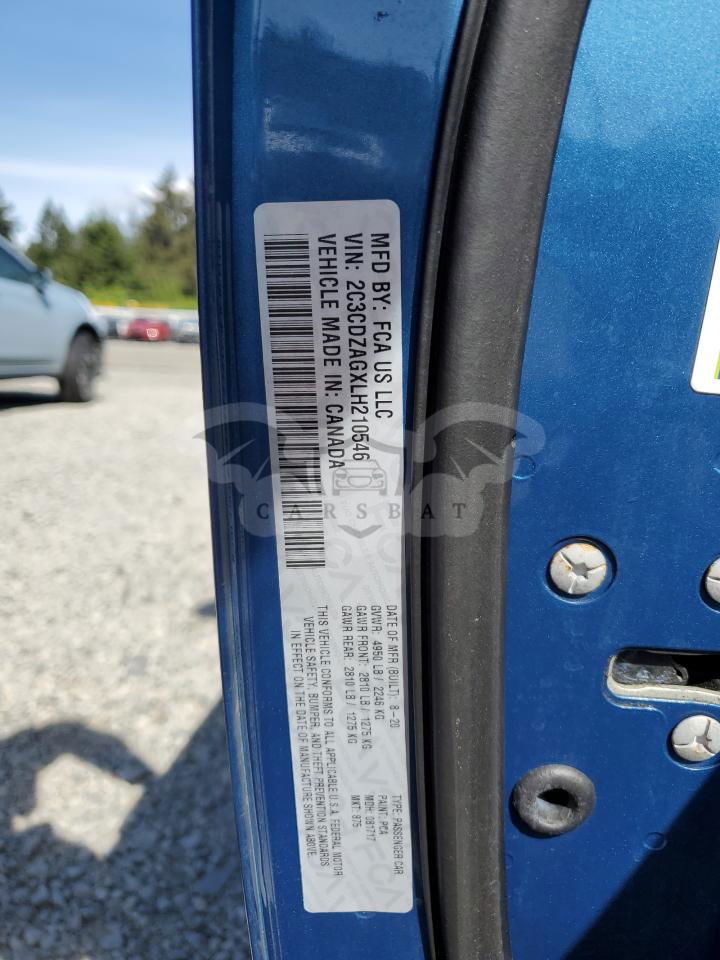 MFD BY: FCA US LLC
VIN: 2C3CDZAGXLH210546
VEHICLE MADE IN: CANADA
DATE OF MFR (BUILT): 8-20
GVWR: 4950 LB / 2246 KG
GAWR FRONT: 2810 LB / 1275 KG
GAWR REAR: 2810 LB / 1275 KG
TYPE: PASSENGER CAR
PAINT: PCA
MDH: 081717
MKT: 875
THIS VEHICLE CONFORMS TO ALL APPLICABLE U.S.A. FEDERAL MOTOR
VEHICLE SAFETY, BUMPER, AND THEFT PREVENTION STANDARDS
IN EFFECT ON THE DATE OF MANUFACTURE SHOWN ABOVE.
CARSBAT